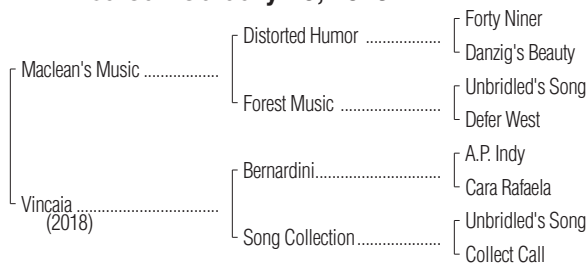 Forty Niner
Distorted Humor ....................
Danzig's Beauty
Maclean's Music ....................
Unbridled's Song
Forest Music ...........................
Defer West
A.P. Indy
Bernardini..................................
Cara Rafaela
Vincaia ......................................
(2018)
Unbridled's Song
Song Collection ......................
Collect Call